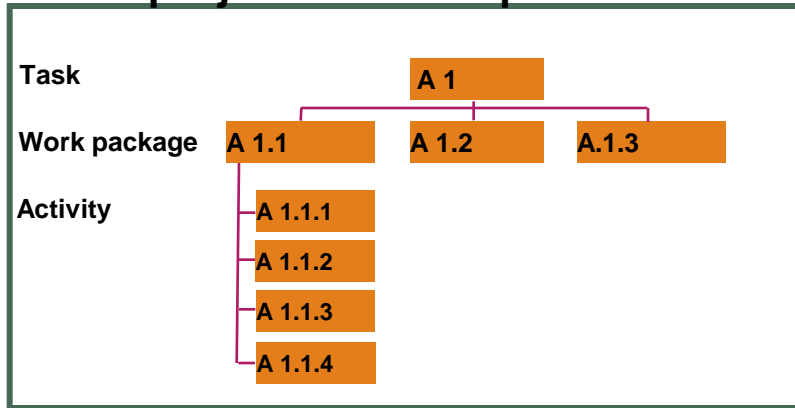 Task
A 1
Work package
A 1.1
A 1.2
A.1.3
Activity
A 1.1.1
A 1.1.2
A 1.1.3
A 1.1.4